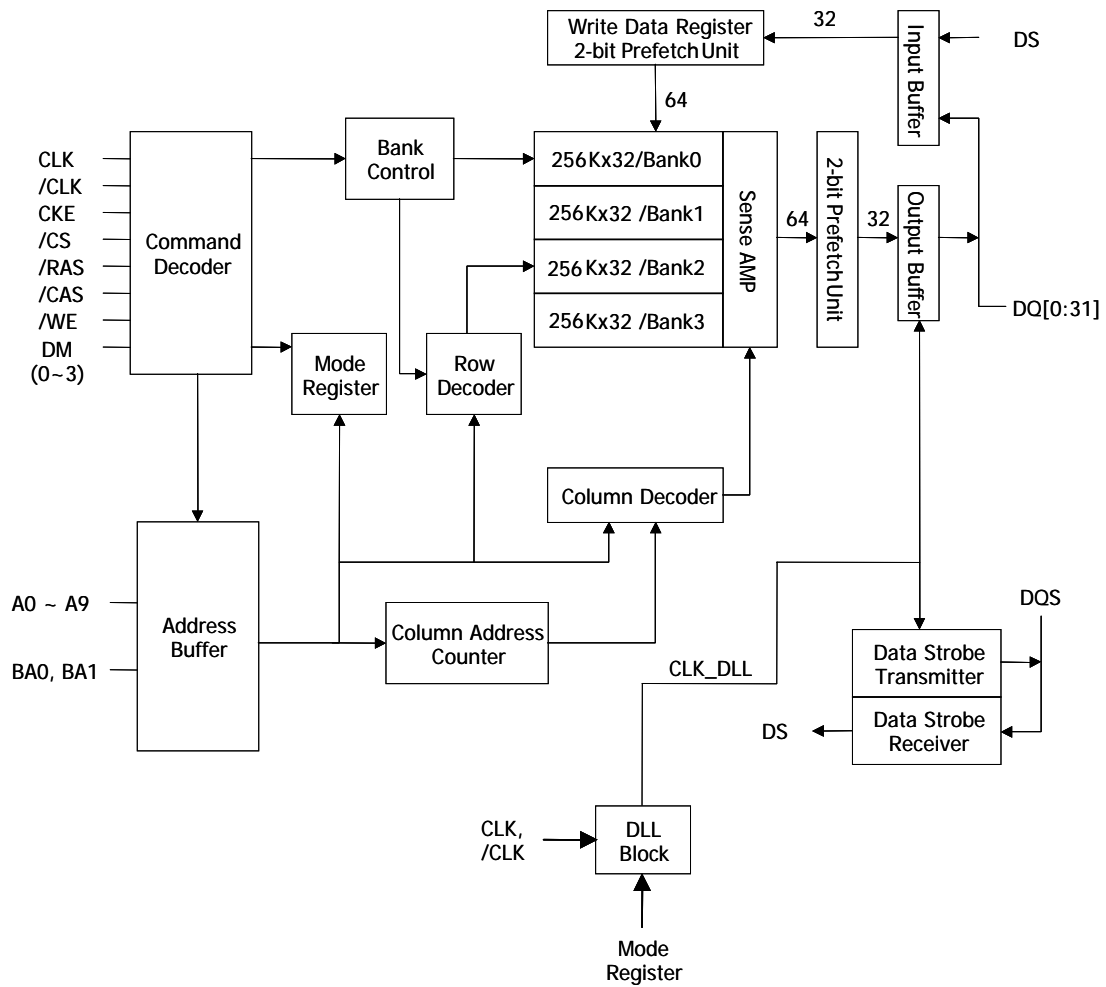 Write Data Register
2-bit Prefetch Unit
32
Input Buffer
DS
64
CLK
/CLK
CKE
/CS
/RAS
/CAS
/WE
DM
(0~3)
Command
Decoder
Bank
Control
256Kx32/Bank0
256Kx32 /Bank1
256Kx32 /Bank2
256Kx32 /Bank3
Sense AMP
64
2-bit Prefetch Unit
32
Output Buffer
DQ[0:31]
Mode
Register
Row
Decoder
Column Decoder
A0 ~ A9
BA0, BA1
Address
Buffer
Column Address
Counter
CLK_DLL
DQS
Data Strobe
Transmitter
Data Strobe
Receiver
DS
CLK,
/CLK
DLL
Block
Mode
Register